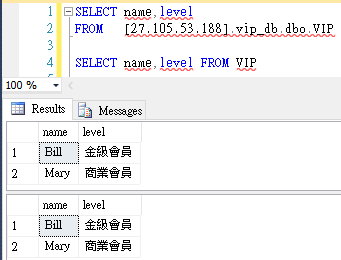 1 SELECT name,level
2 FROM [27.105.53.188].vip_db.dbo.VIP
3
4 SELECT name,level FROM VIP
100 %
Results Messages
name level
1 Bill 金級會員
2 Mary 商業會員
name level
1 Bill 金級會員
2 Mary 商業會員